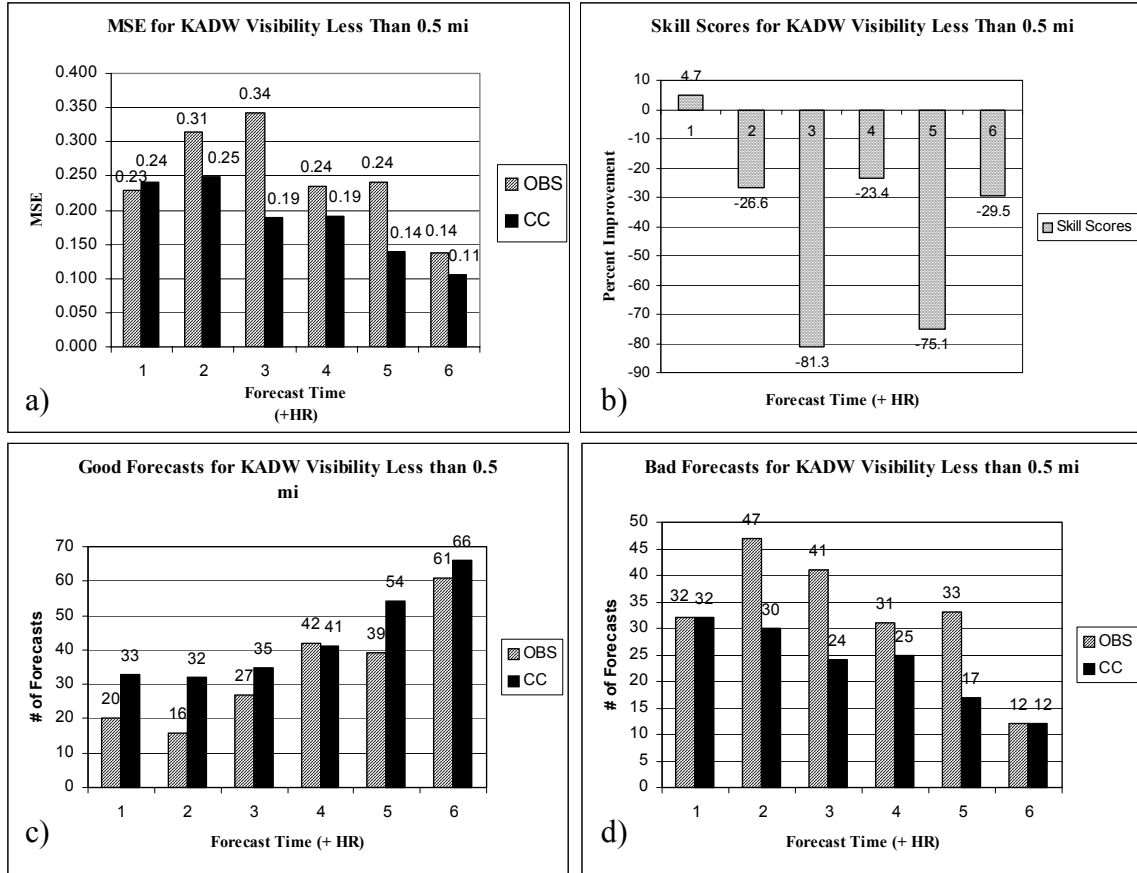 MSE for KADW Visibility Less Than 0.5 mi
0.400
0.350
0.300
0.250
0.200
0.150
0.100
0.050
0.000
MSE
0.23
0.24
0.31
0.25
0.34
0.19
0.24
0.19
0.24
0.14
0.14
0.11
1 2 3 4 5 6
Forecast Time
(+HR)
OBS
CC
a)
Skill Scores for KADW Visibility Less Than 0.5 mi
10
0
-10
-20
-30
-40
-50
-60
-70
-80
-90
Percent Improvement
4.7
1 2 3 4 5 6
-26.6
-81.3
-23.4
-75.1
-29.5
Forecast Time (+ HR)
Skill Scores
b)
Good Forecasts for KADW Visibility Less than 0.5
mi
70
60
50
40
30
20
10
0
# of Forecasts
20
33
16
32
27
35
42
41
39
54
61
66
1 2 3 4 5 6
Forecast Time (+ HR)
OBS
CC
c)
Bad Forecasts for KADW Visibility Less than 0.5 mi
50
45
40
35
30
25
20
15
10
5
0
# of Forecasts
32
32
47
30
41
24
31
25
33
17
12
12
1 2 3 4 5 6
Forecast Time (+ HR)
OBS
CC
d)